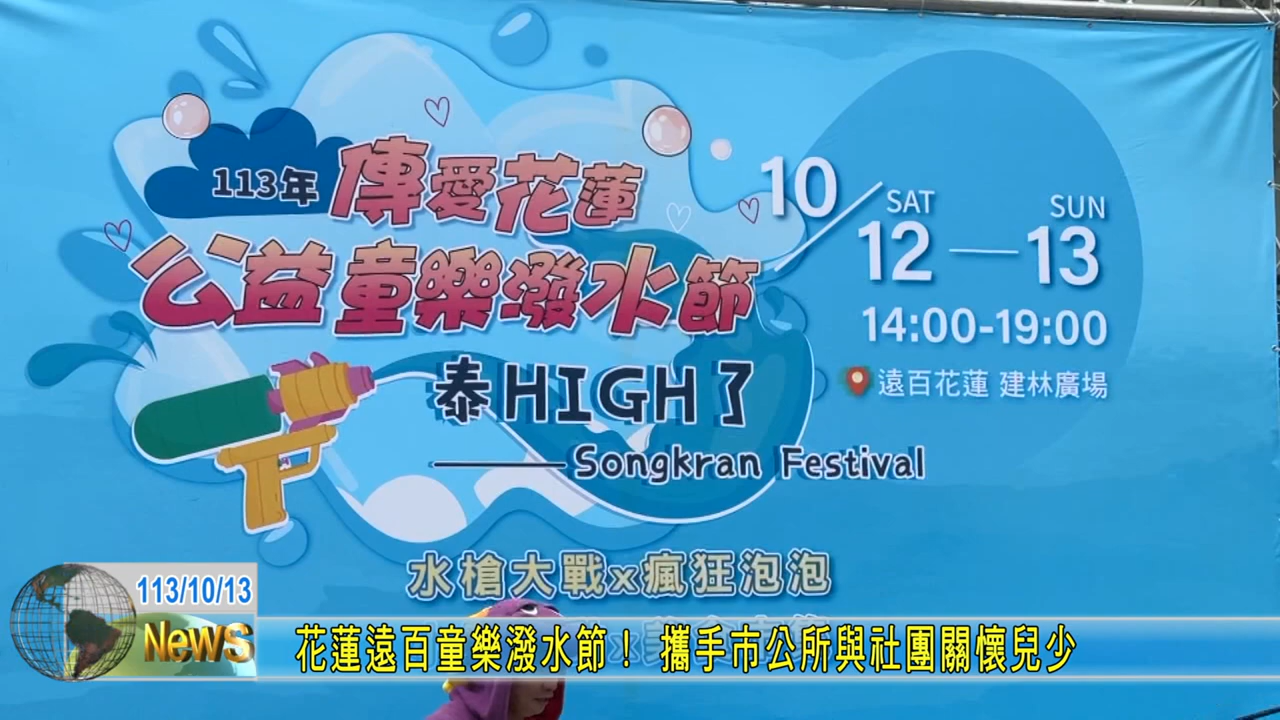 113年 傳愛花蓮
公益童樂潑水節
泰HIGH了
Songkran Festival
10/12 SAT — 13 SUN
14:00-19:00
遠百花蓮 建林廣場
水槍大戰x瘋狂泡泡
113/10/13
News
花蓮遠百童樂潑水節！ 攜手市公所與社團關懷兒少